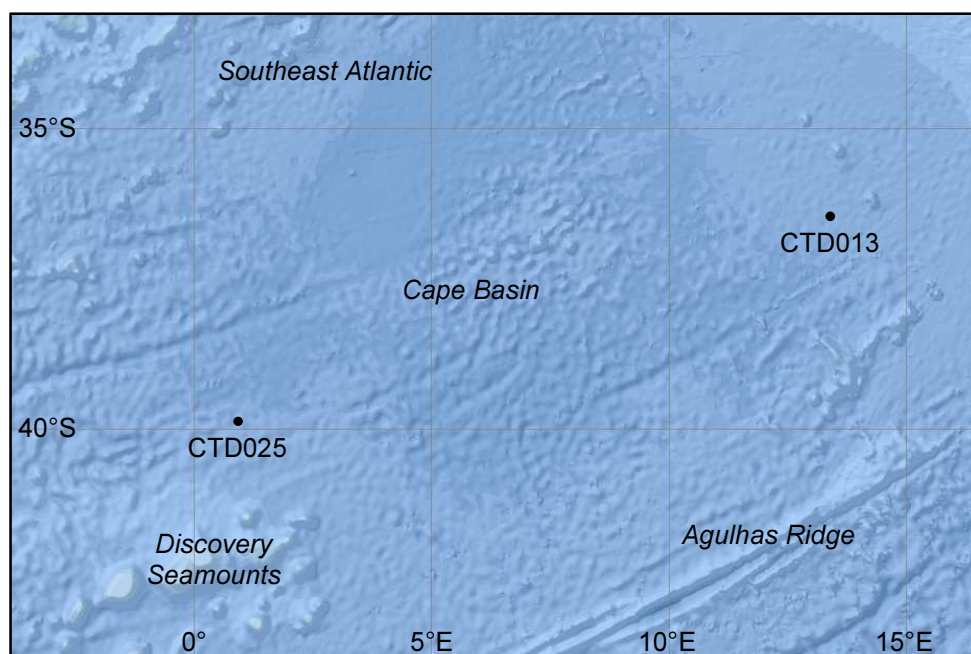 Southeast Atlantic
35°S
CTD013
Cape Basin
40°S
CTD025
Discovery
Seamounts
Agulhas Ridge
0°
5°E
10°E
15°E